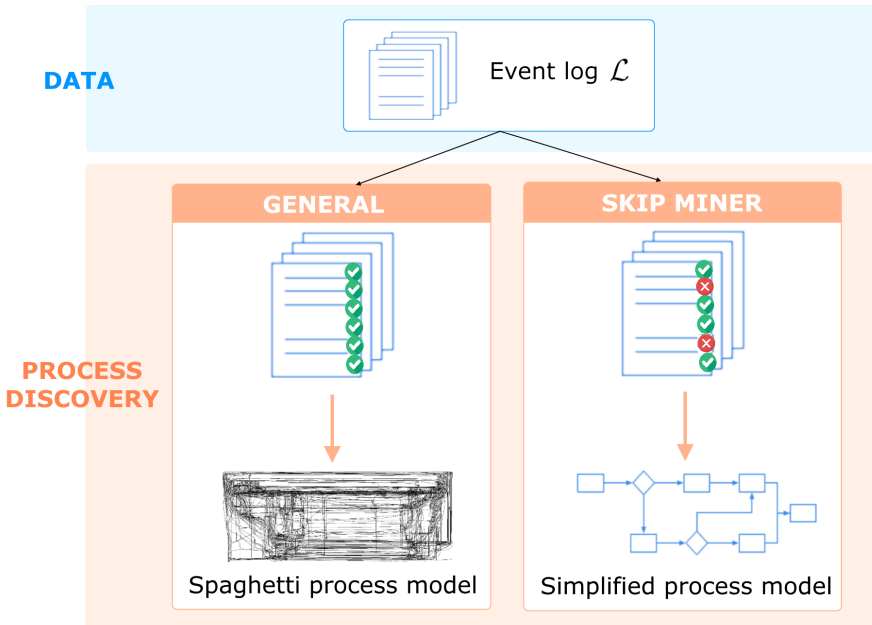 DATA
Event log ℒ
GENERAL
SKIP MINER
PROCESS
DISCOVERY
Spaghetti process model
Simplified process model